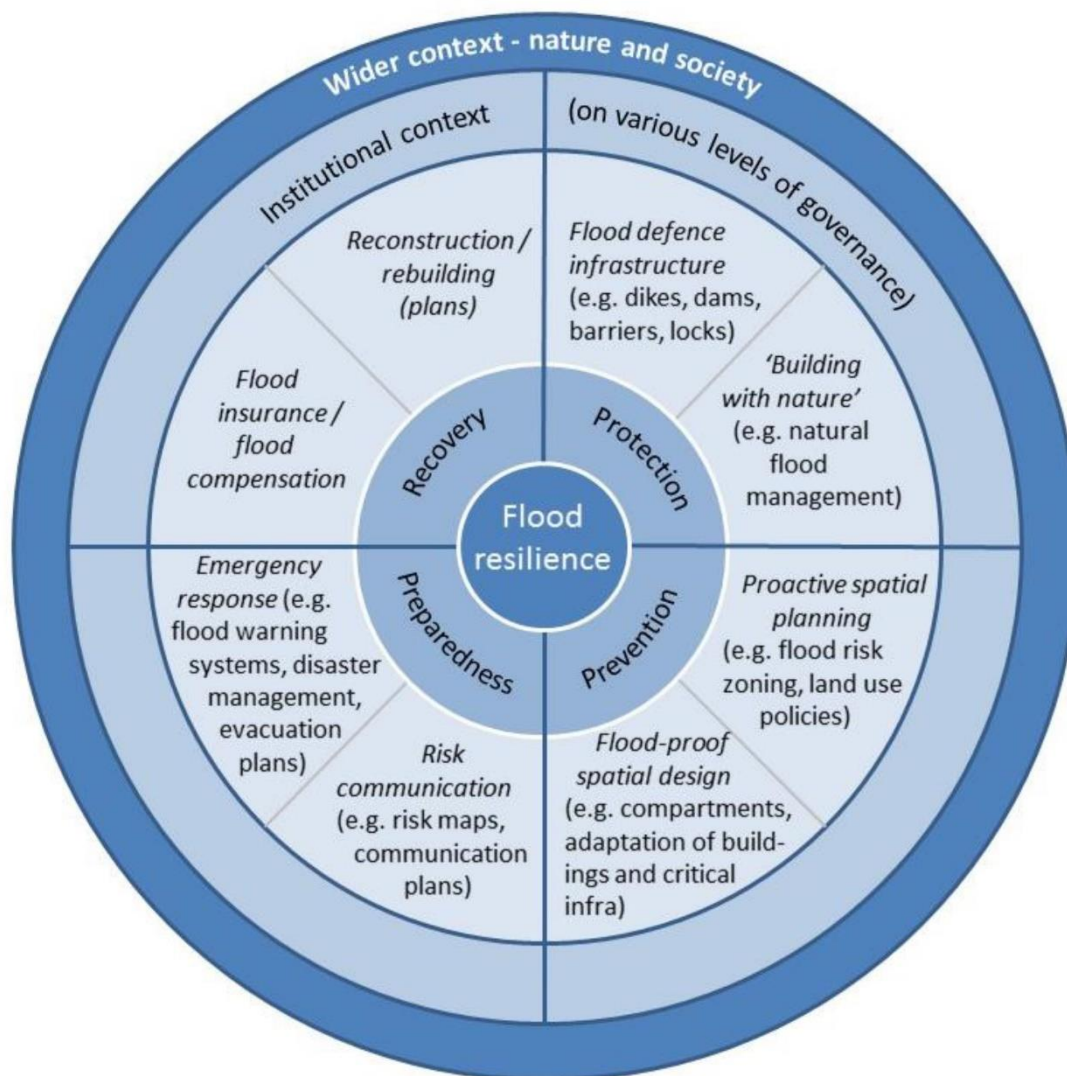 Wider context - nature and society
Institutional context
(on various levels of governance)
Reconstruction /
rebuilding
(plans)
Flood defence
infrastructure
(e.g. dikes, dams,
barriers, locks)
Flood
insurance /
flood
compensation
‘Building
with nature’
(e.g. natural
flood
management)
Recovery
Protection
Flood
resilience
Preparedness
Prevention
Emergency
response (e.g.
flood warning
systems, disaster
management,
evacuation
plans)
Proactive spatial
planning
(e.g. flood risk
zoning, land use
policies)
Risk
communication
(e.g. risk maps,
communication
plans)
Flood-proof
spatial design
(e.g. compartments,
adaptation of build-
ings and critical
infra)